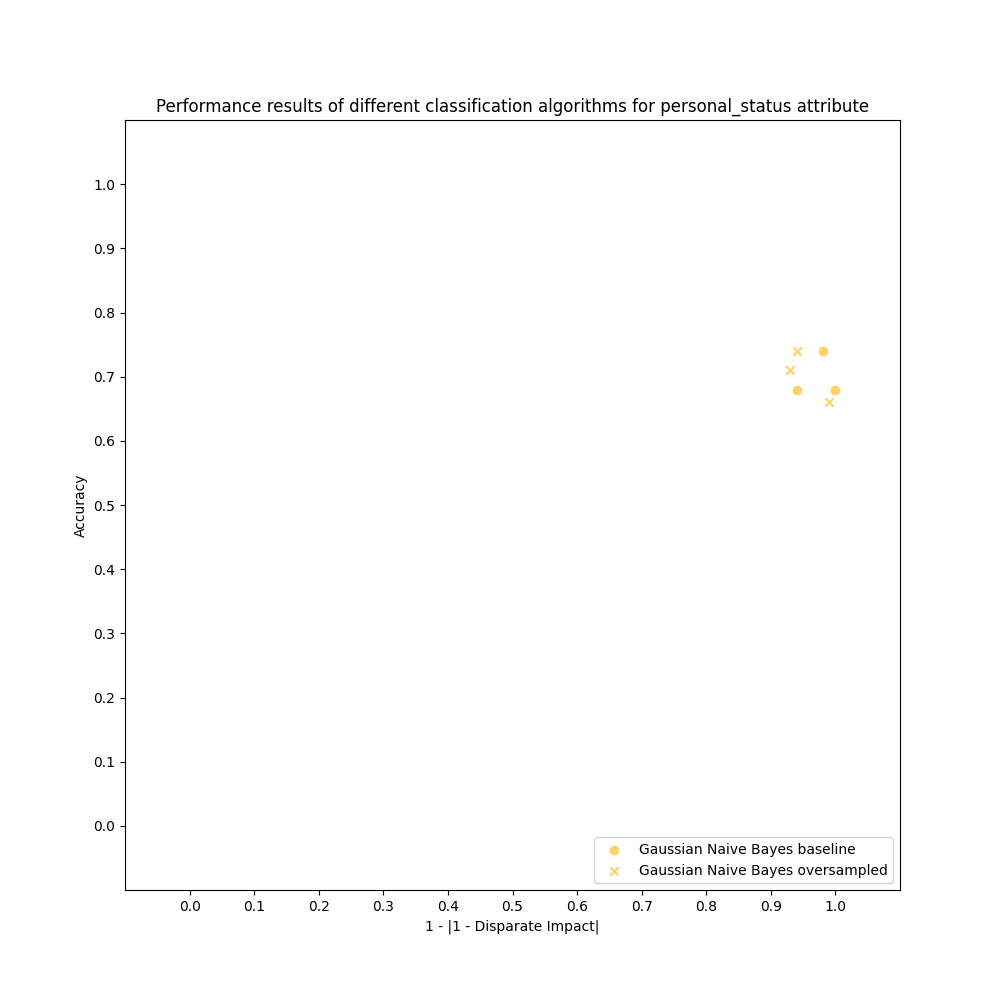 Performance results of different classification algorithms for personal_status attribute
1.0
0.9
0.8
0.7
0.6
0.5
0.4
0.3
0.2
0.1
0.0
Accuracy
Gaussian Naive Bayes baseline
Gaussian Naive Bayes oversampled
0.0 0.1 0.2 0.3 0.4 0.5 0.6 0.7 0.8 0.9 1.0
1 - |1 - Disparate Impact|